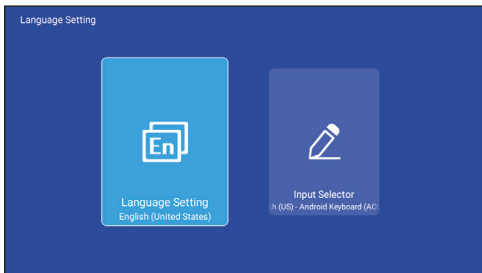 Language Setting
En
Language Setting
English (United States)
Input Selector
h (US) - Android Keyboard (AO